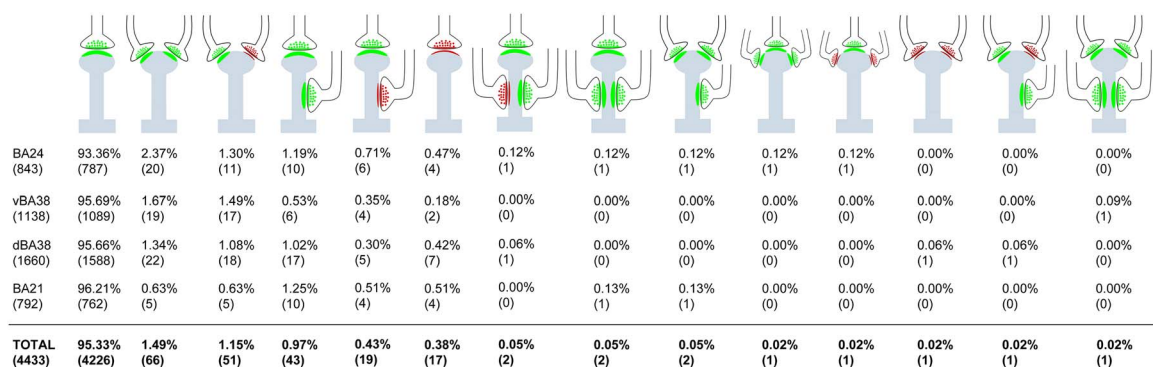 BA24 93.36% 2.37% 1.30% 1.19% 0.71% 0.47% 0.12% 0.12% 0.12% 0.12% 0.12% 0.00% 0.00% 0.00%
(843) (787) (20) (11) (10) (6) (4) (1) (1) (1) (1) (1) (0) (0) (0)
vBA38 95.69% 1.67% 1.49% 0.53% 0.35% 0.18% 0.00% 0.00% 0.00% 0.00% 0.00% 0.00% 0.00% 0.09%
(1138) (1089) (19) (17) (6) (4) (2) (0) (0) (0) (0) (0) (0) (0) (1)
dBA38 95.66% 1.34% 1.08% 1.02% 0.30% 0.42% 0.06% 0.00% 0.00% 0.00% 0.00% 0.06% 0.06% 0.00%
(1660) (1588) (22) (18) (17) (5) (7) (1) (0) (0) (0) (0) (1) (1) (0)
BA21 96.21% 0.63% 0.63% 1.25% 0.51% 0.51% 0.00% 0.13% 0.13% 0.00% 0.00% 0.00% 0.00% 0.00%
(792) (762) (5) (5) (10) (4) (4) (0) (1) (1) (0) (0) (0) (0) (0)
TOTAL 95.33% 1.49% 1.15% 0.97% 0.43% 0.38% 0.05% 0.05% 0.05% 0.02% 0.02% 0.02% 0.02% 0.02%
(4433) (4226) (66) (51) (43) (19) (17) (2) (2) (2) (1) (1) (1) (1) (1)